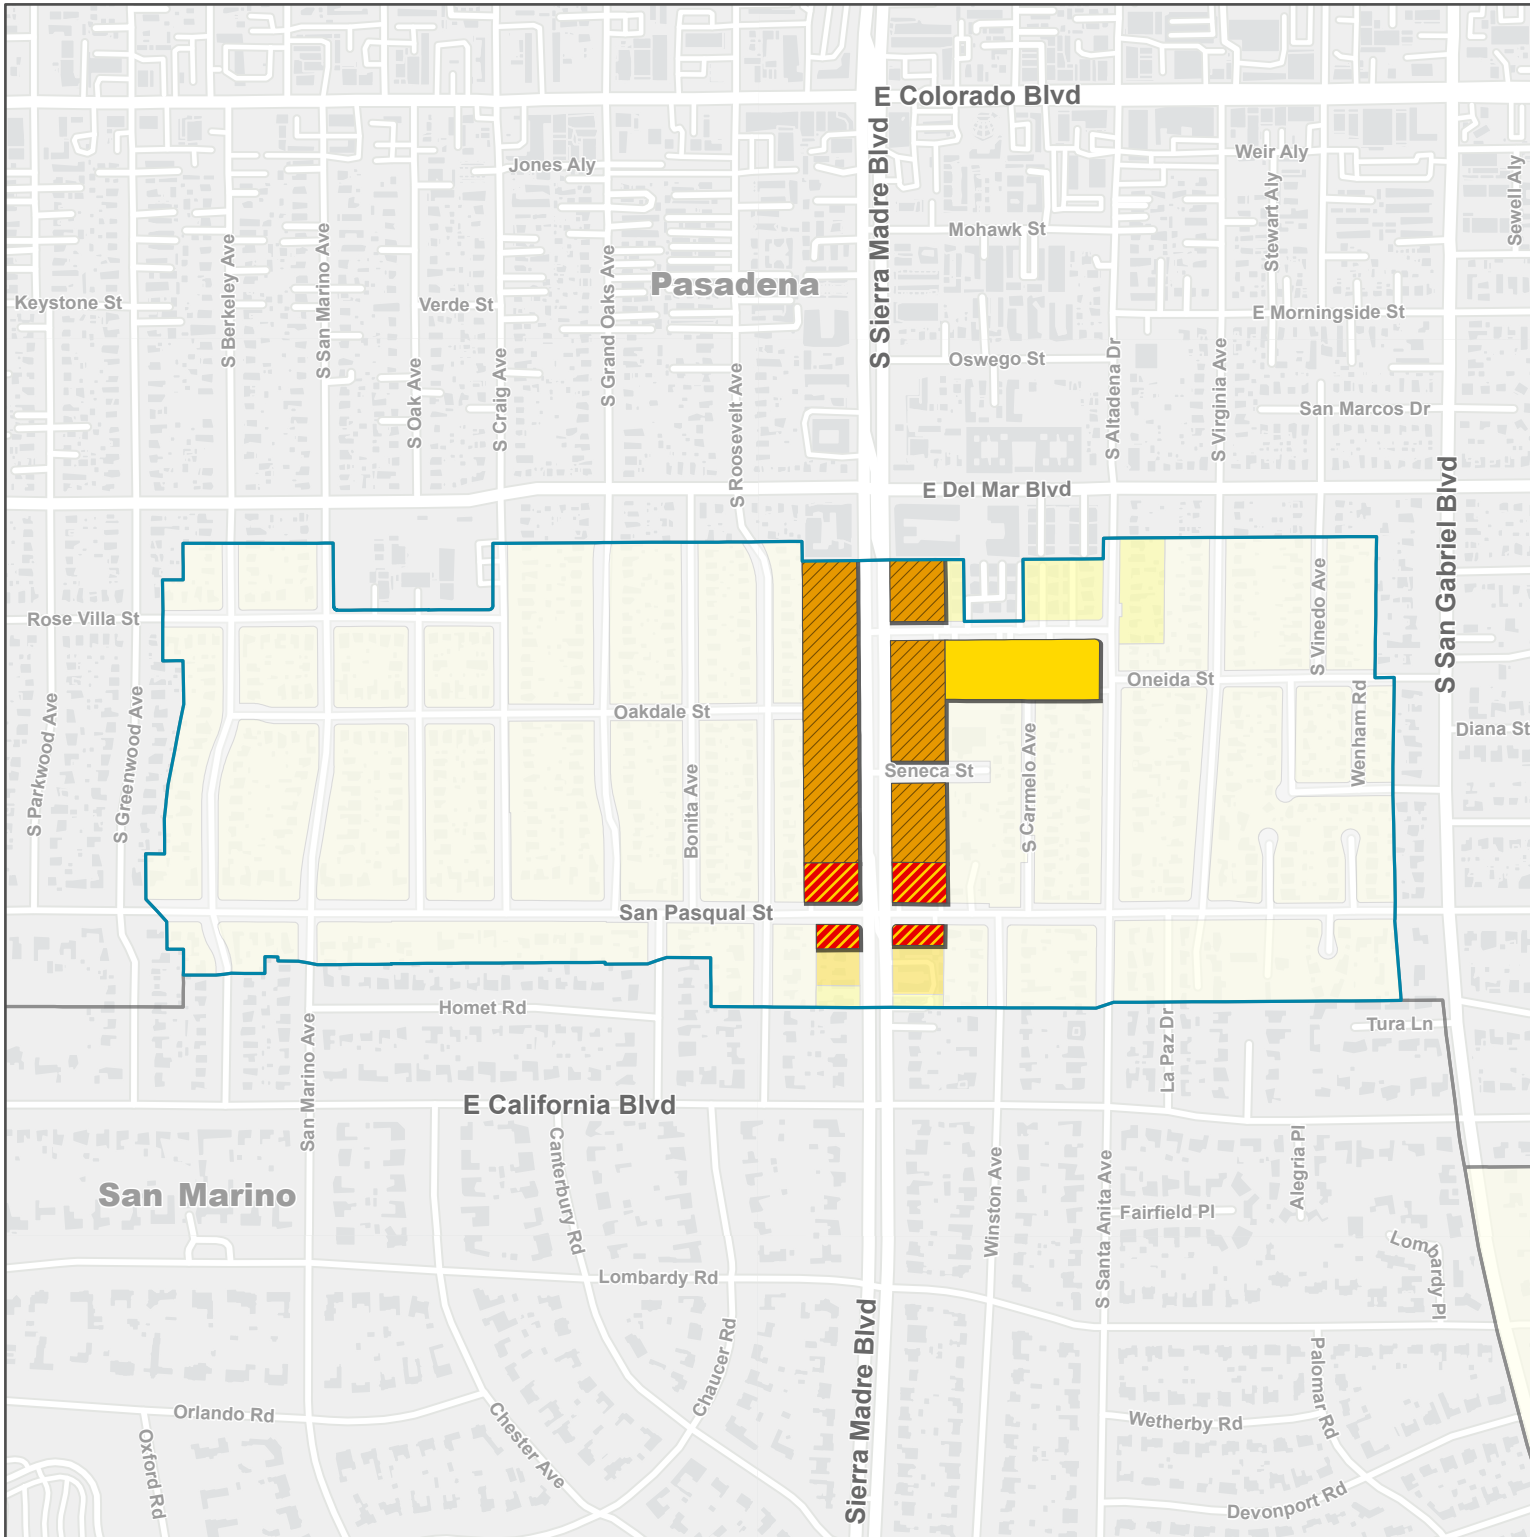 E Colorado Blvd
Jones Aly
Weir Aly
Sewell Aly
Stewart Aly
S Sierra Madre Blvd
Mohawk St
S Berkeley Ave
S San Marino Ave
S Grand Oaks Ave
Pasadena
Keystone St
Verde St
E Morningside St
S Oak Ave
S Craig Ave
S Roosevelt Ave
Oswego St
S Altadena Dr
S Virginia Ave
San Marcos Dr
E Del Mar Blvd
S San Gabriel Blvd
Rose Villa St
S Vinedo Ave
Oneida St
Oakdale St
Wenham Rd
Diana St
S Parkwood Ave
S Greenwood Ave
Bonita Ave
Seneca St
S Carmelo Ave
San Pasqual St
Homet Rd
Tura Ln
La Paz Dr
San Marino Ave
E California Blvd
Canterbury Rd
Winston Ave
S Santa Anita Ave
Alegria Pl
San Marino
Fairfield Pl
Lombardy Pl
Lombardy Rd
Sierra Madre Blvd
Chaucer Rd
Palomar Rd
Orlando Rd
Wetherby Rd
Oxford Rd
Chester Ave
Devonport Rd